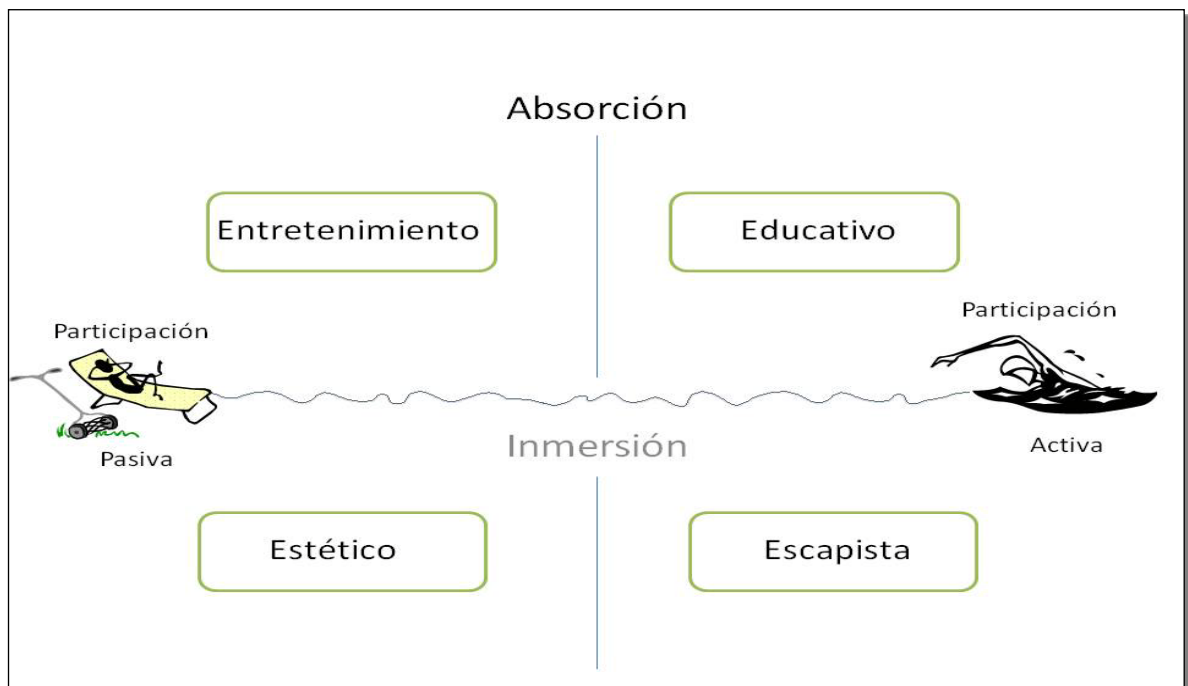 Absorción
Entretenimiento
Educativo
Participación
Pasiva
Participación
Activa
Inmersión
Estético
Escapista